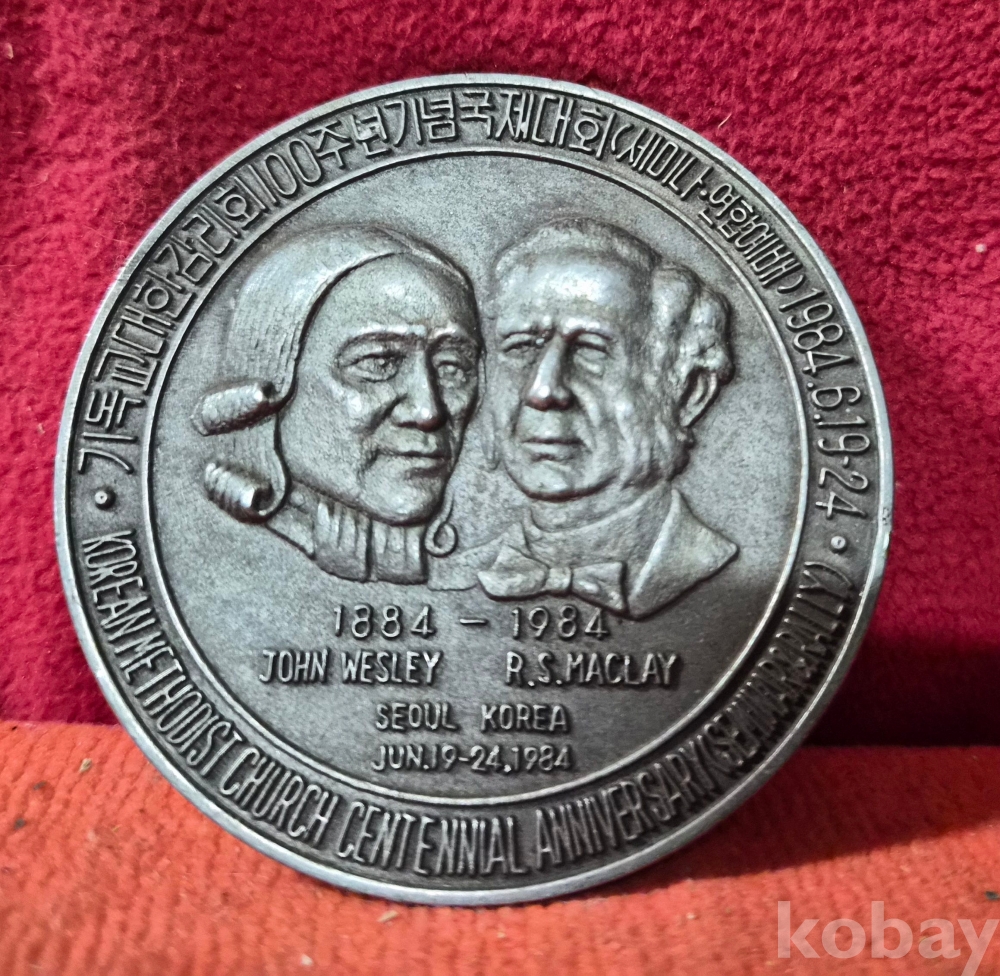 기독교대한감리회100주년기념국제대회(세미나·연합예배)1984.6.19-24
1884 - 1984
JOHN WESLEY R.S.MACLAY
SEOUL KOREA
JUN.19-24,1984
KOREAN METHODIST CHURCH CENTENNIAL ANNIVERSARY(SEMINAR&RALLY)
kobay